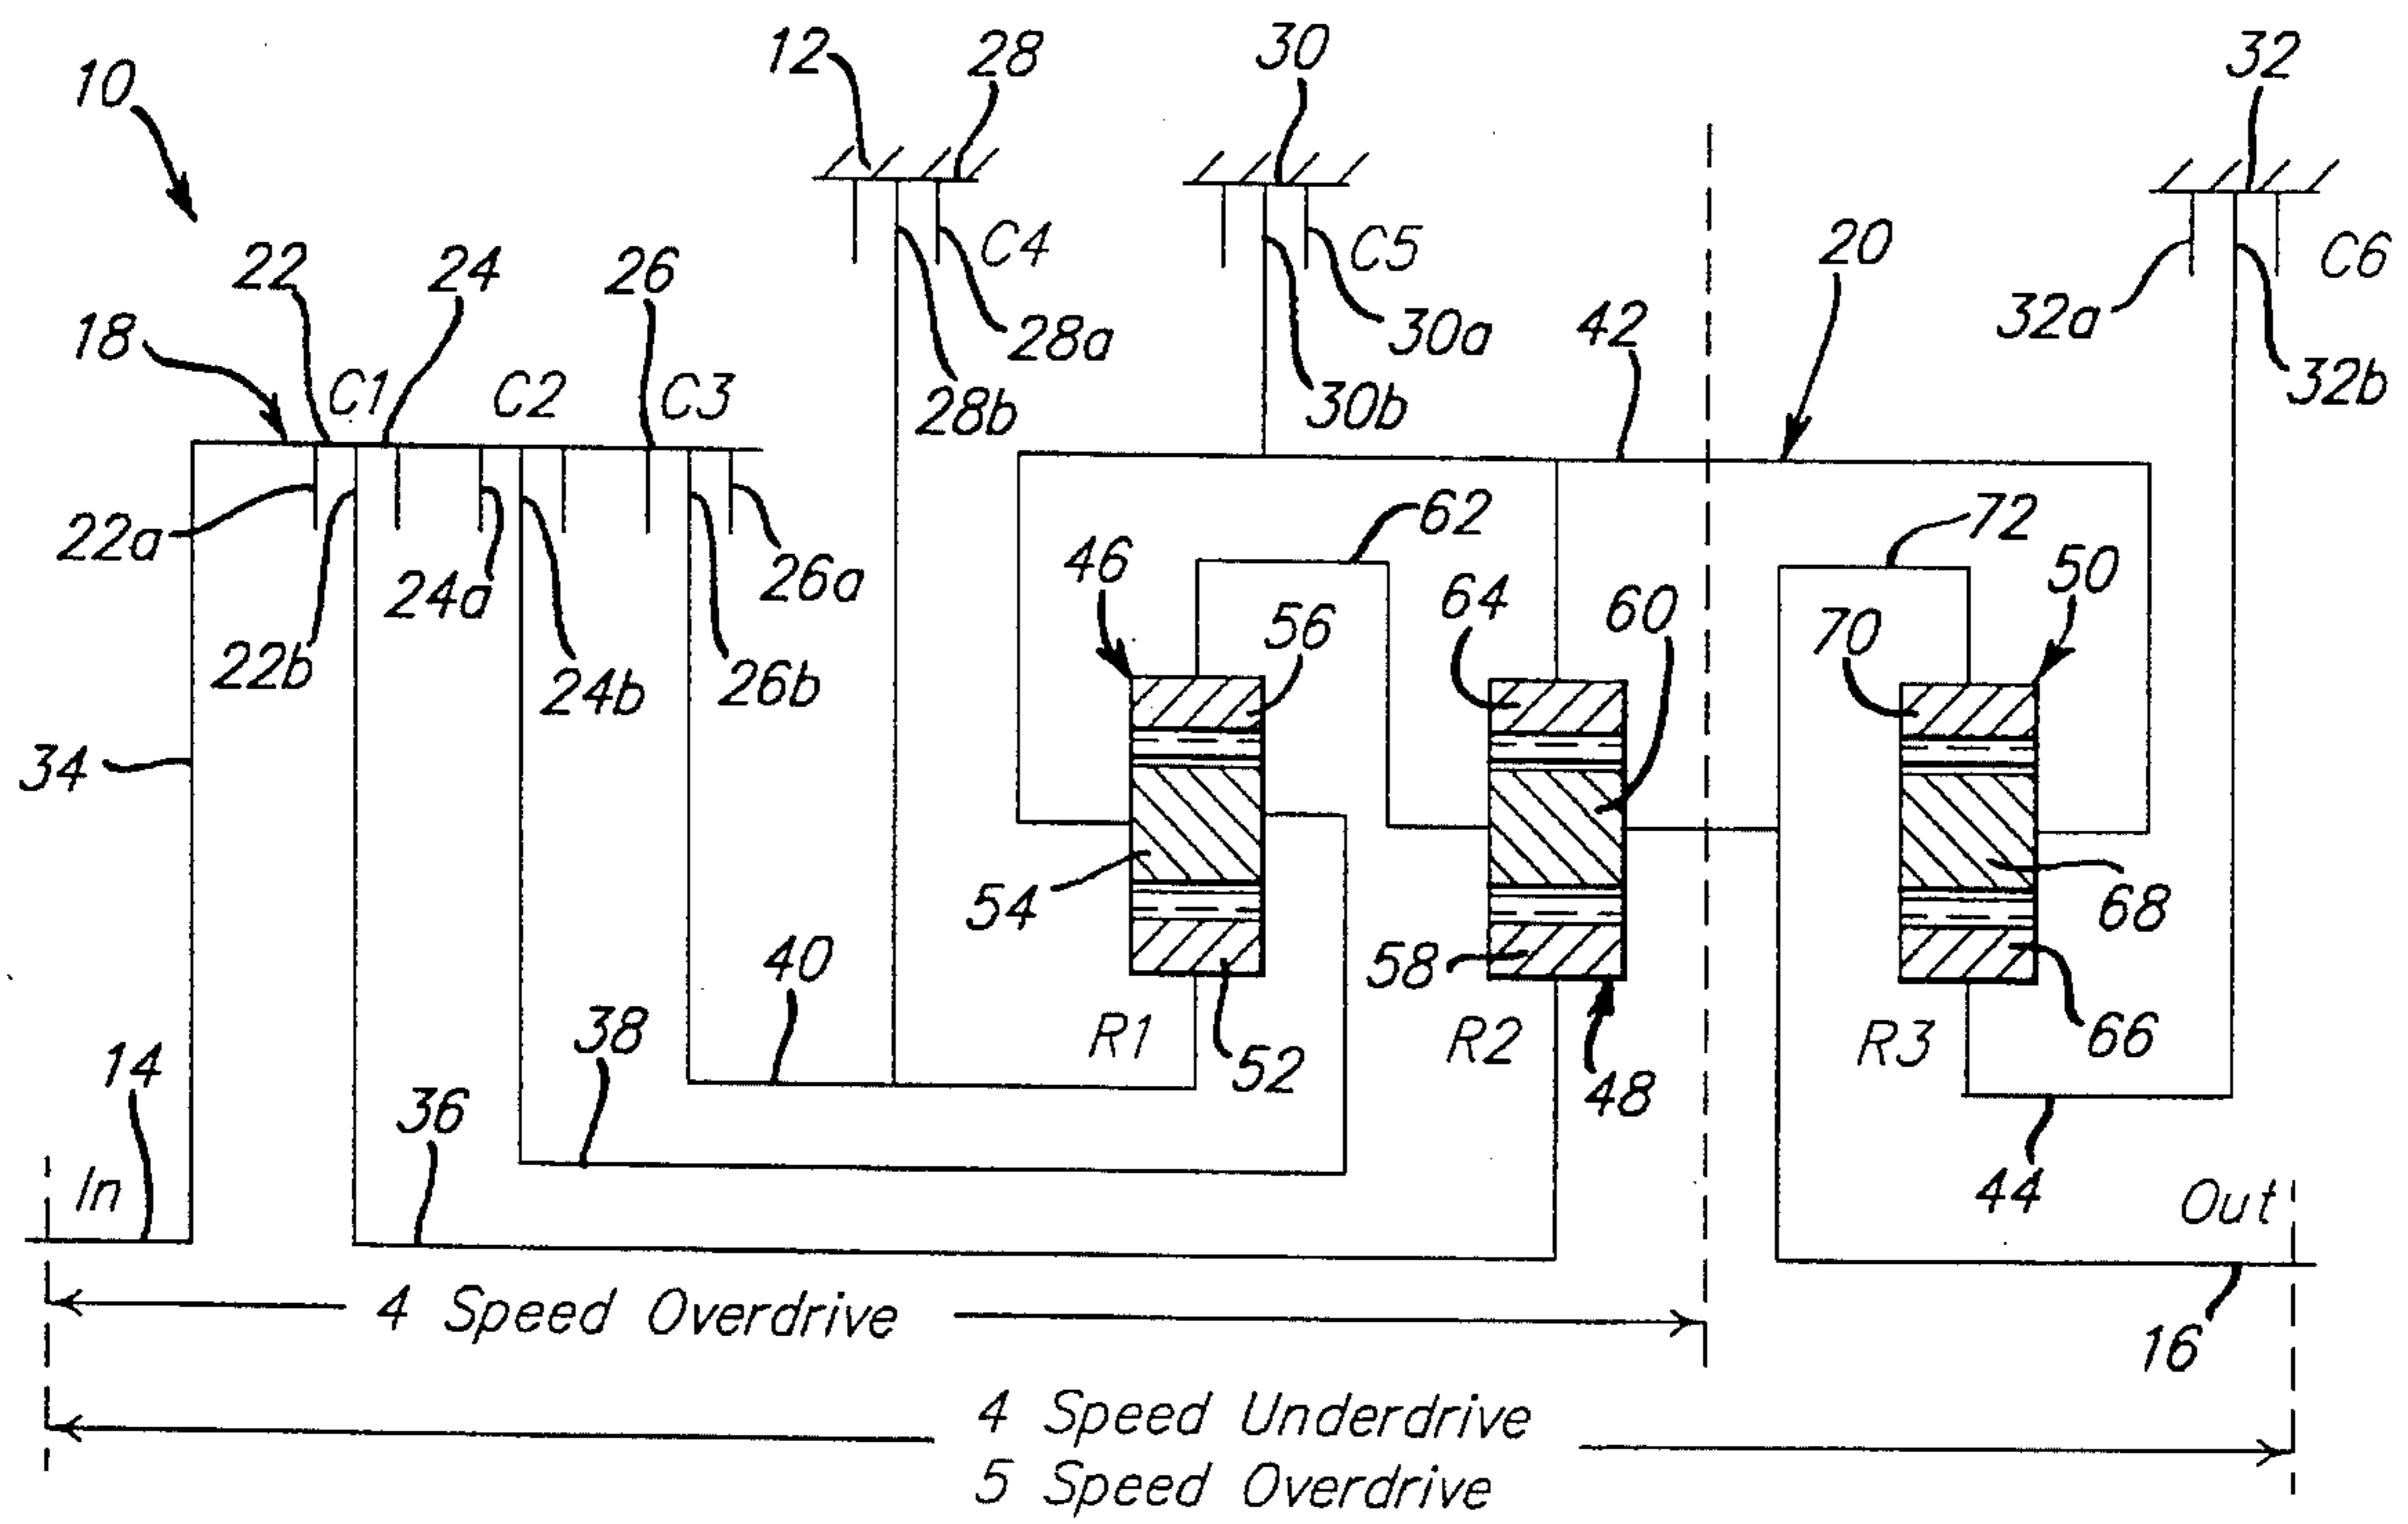 10
12
28
30
32
22
24
26
C4
C5
20
C6
18
C1
C2
C3
28a
28b
30a
30b
42
32a
32b
22a
24a
26a
22b
24b
26b
46
62
72
50
56
64
60
70
34
54
58
68
40
38
36
R1
52
R2
48
R3
66
14
In
44
Out
4 Speed Overdrive
16
4 Speed Underdrive
5 Speed Overdrive